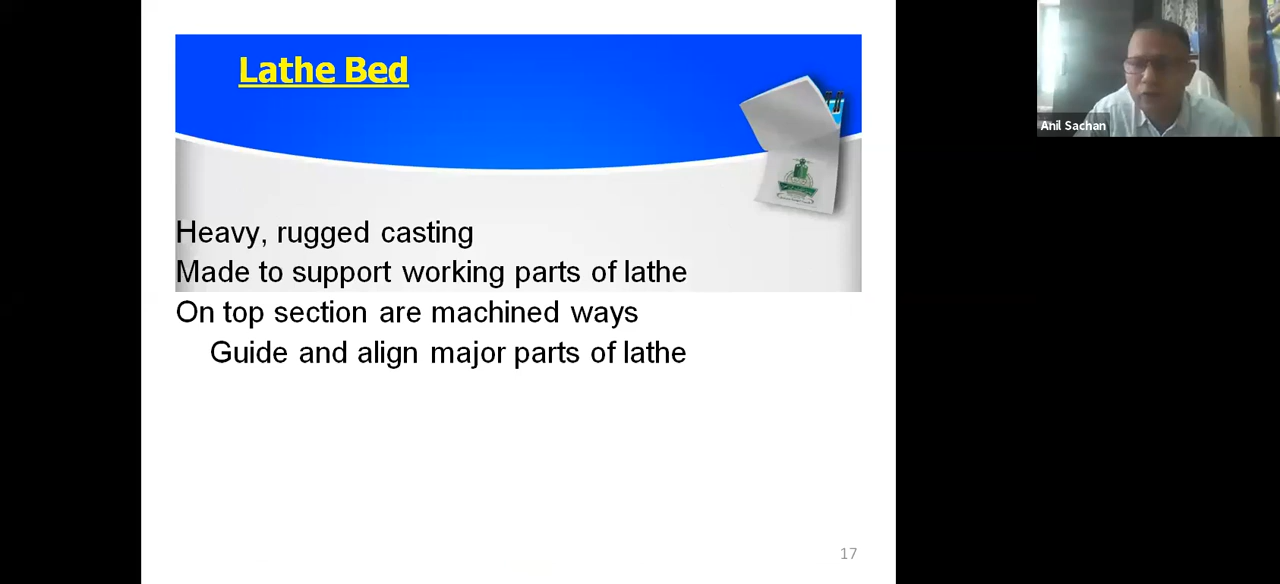 Lathe Bed
Anil Sachan
Heavy, rugged casting
Made to support working parts of lathe
On top section are machined ways
Guide and align major parts of lathe
17